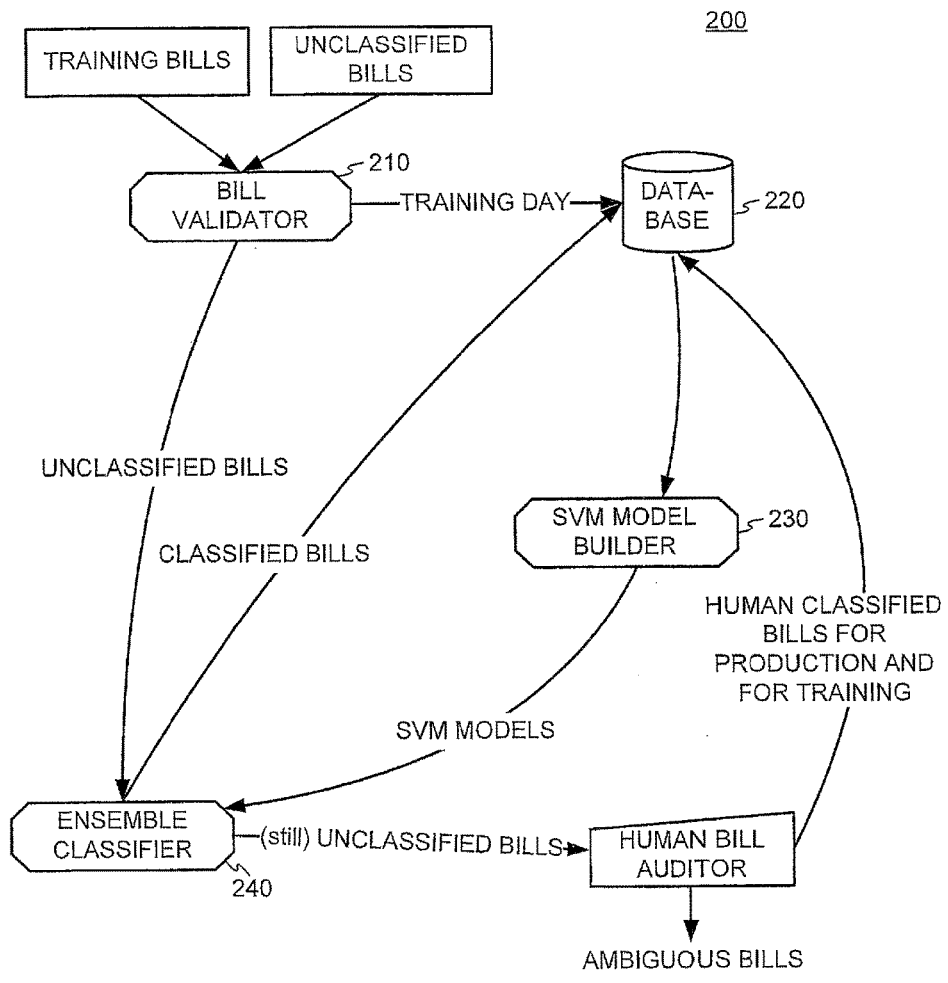 200
TRAINING BILLS
UNCLASSIFIED
BILLS
210
BILL
VALIDATOR
TRAINING DAY
DATA-
BASE
220
UNCLASSIFIED BILLS
CLASSIFIED BILLS
SVM MODEL
BUILDER
230
HUMAN CLASSIFIED
BILLS FOR
PRODUCTION AND
FOR TRAINING
SVM MODELS
ENSEMBLE
CLASSIFIER
240
(still) UNCLASSIFIED BILLS
HUMAN BILL
AUDITOR
AMBIGUOUS BILLS